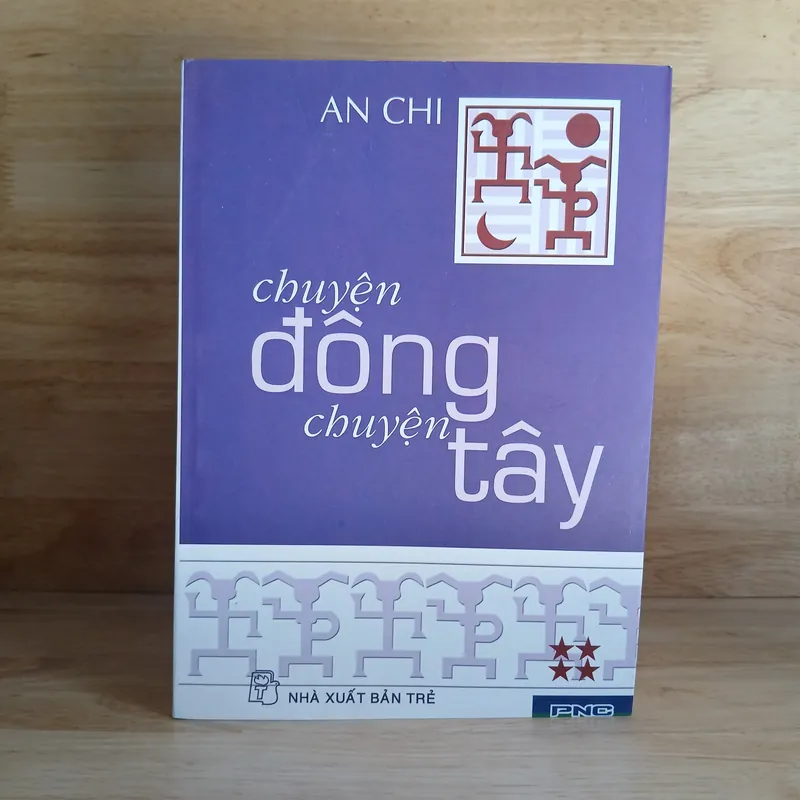 AN CHI
chuyện
đông
chuyện
tây
NHÀ XUẤT BẢN TRẺ
PNC